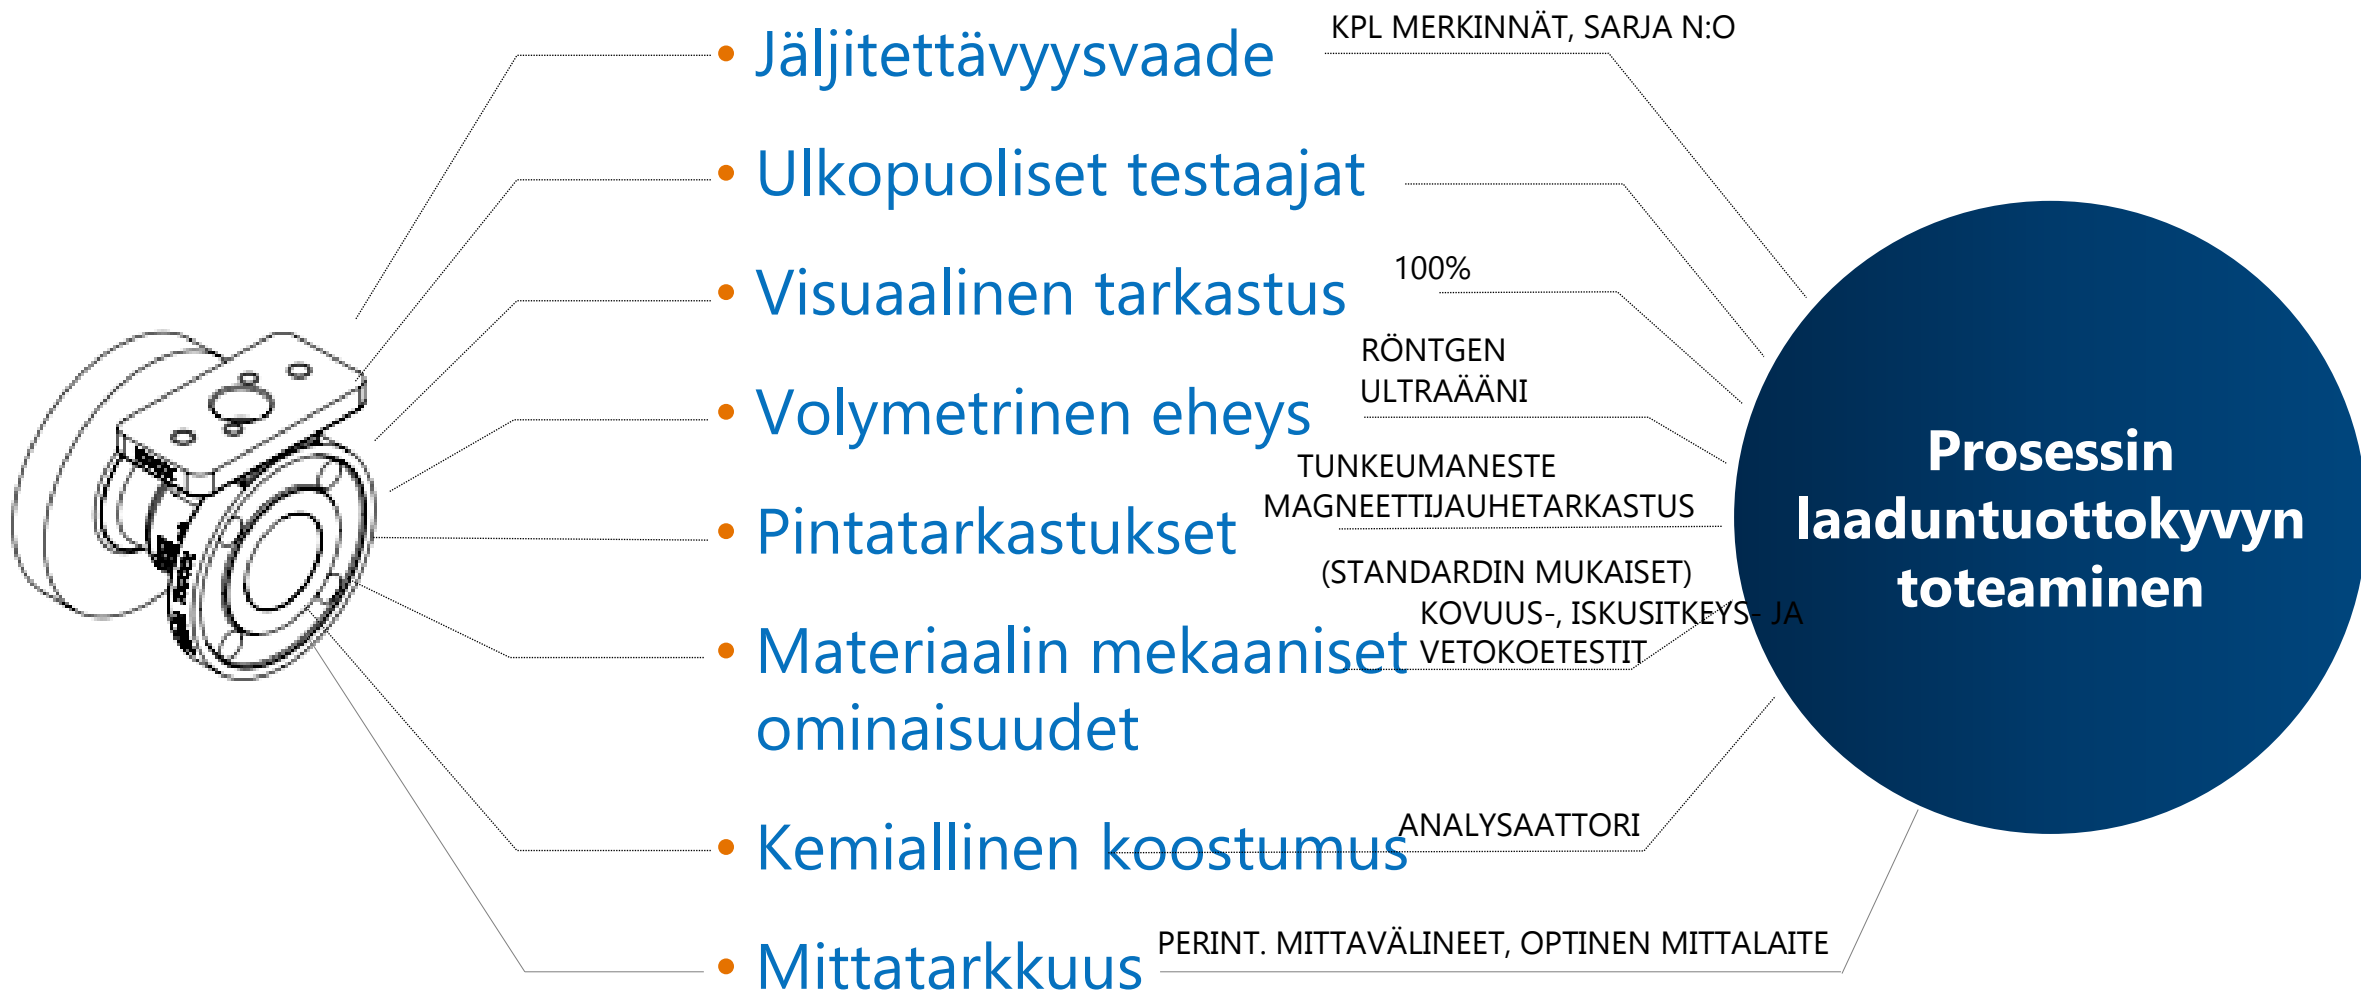 KPL MERKINNÄT, SARJA N:O
• Jäljitettävyysvaade
• Ulkopuoliset testaajat
100%
• Visuaalinen tarkastus
RÖNTGEN
ULTRAÄÄNI
• Volymetrinen eheys
TUNKEUMANESTE
MAGNEETTIJAUHETARKASTUS
• Pintatarkastukset
(STANDARDIN MUKAISET)
KOVUUS-, ISKUSITKEYS- JA
VETOKOETESTIT
• Materiaalin mekaaniset
ominaisuudet
ANALYSAATTORI
• Kemiallinen koostumus
PERINT. MITTAVÄLINEET, OPTINEN MITTALAITE
• Mittatarkkuus
Prosessin
laaduntuottokyvyn
toteaminen